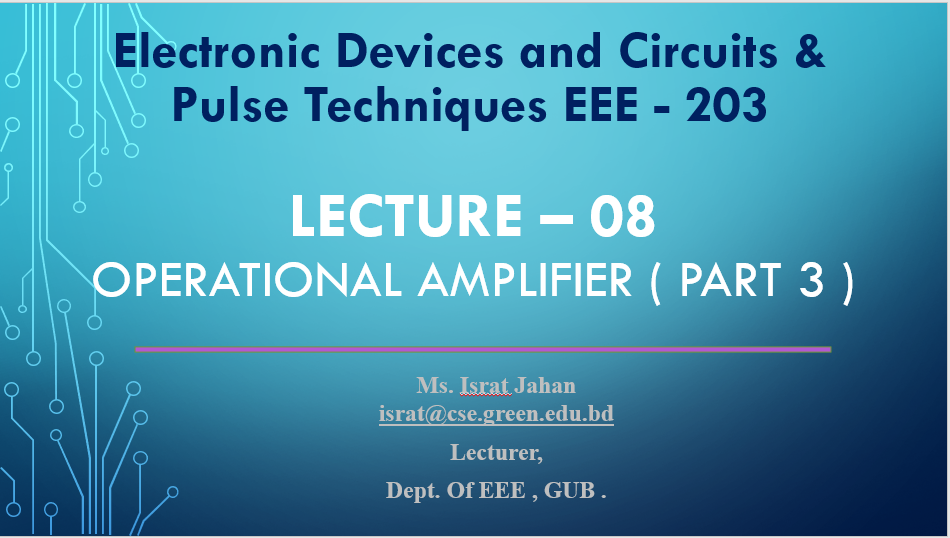 Electronic Devices and Circuits &
Pulse Techniques EEE - 203
LECTURE – 08
OPERATIONAL AMPLIFIER ( PART 3 )
Ms. Israt Jahan
israt@cse.green.edu.bd
Lecturer,
Dept. Of EEE , GUB .